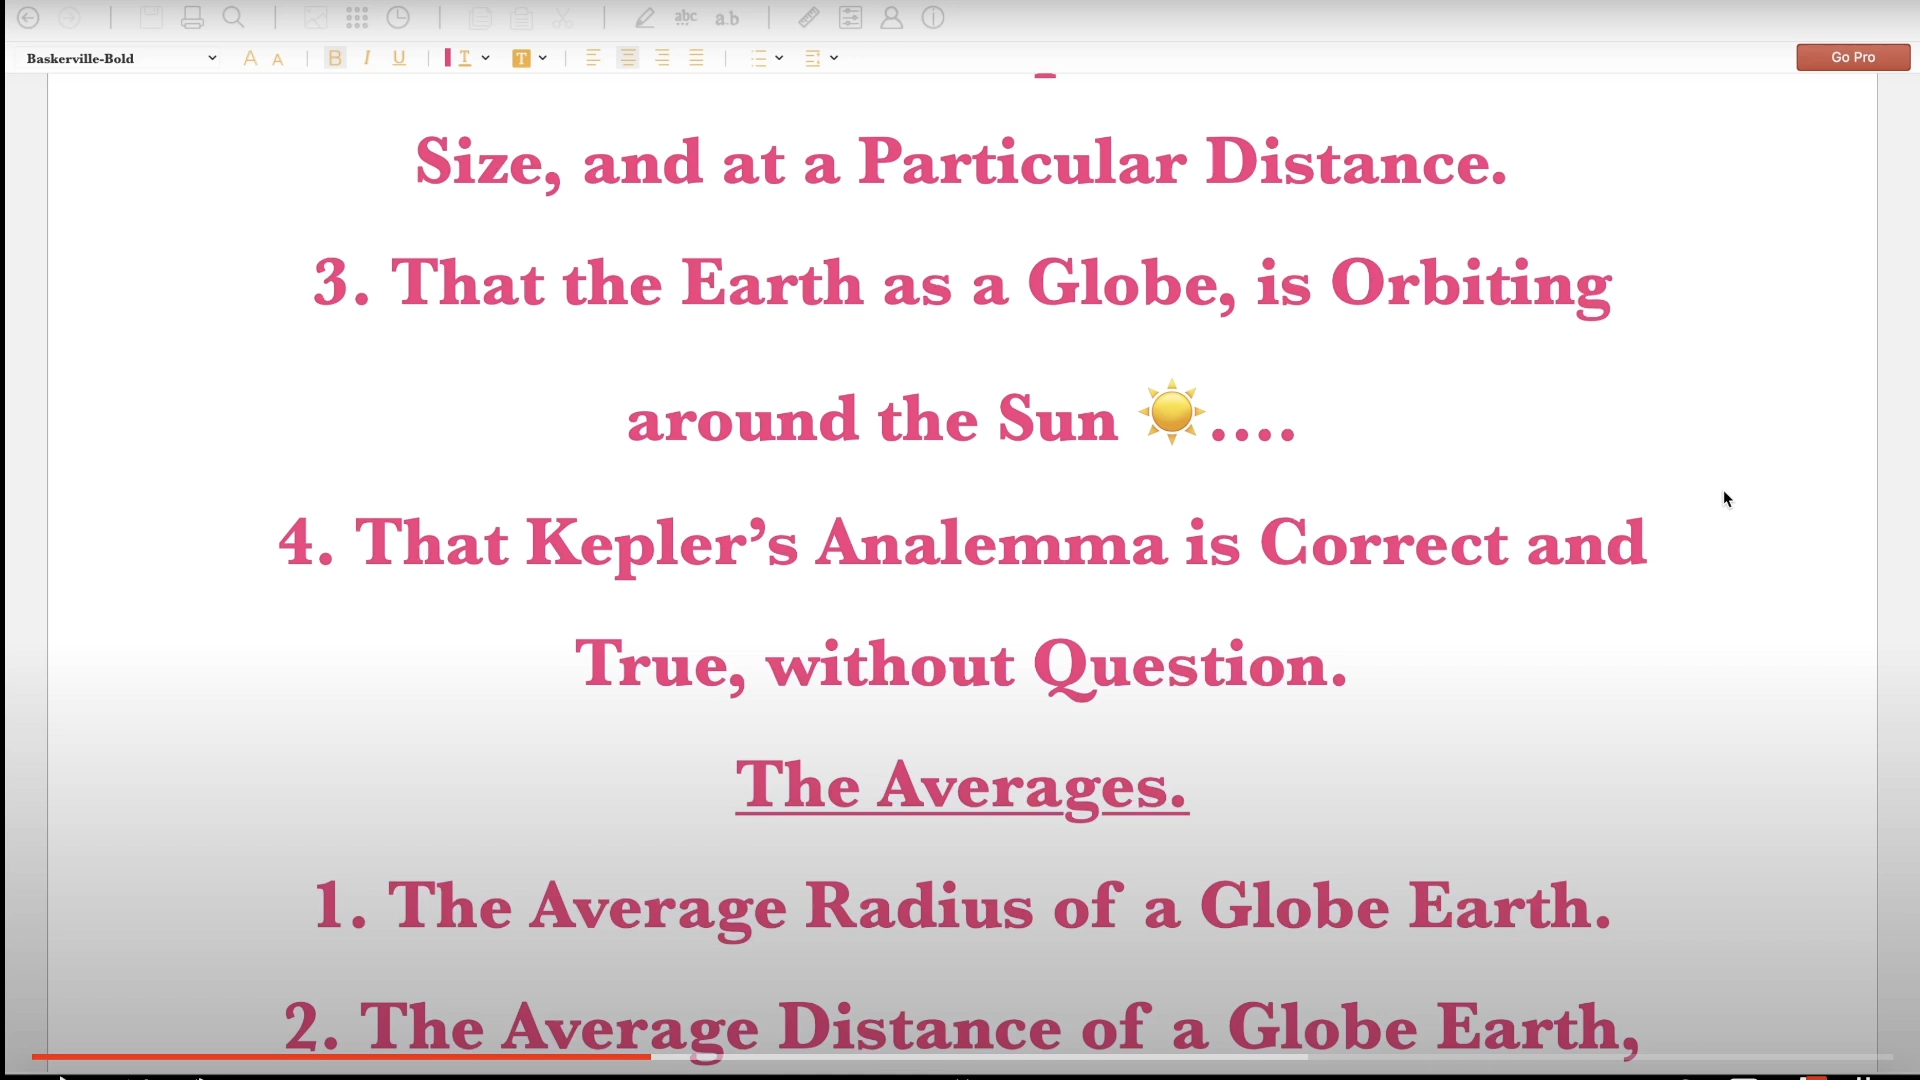 abc
a.b
Baskerville-Bold
A A B I U T T
Go Pro
Size, and at a Particular Distance.
3. That the Earth as a Globe, is Orbiting
around the Sun ☀️....
4. That Kepler’s Analemma is Correct and
True, without Question.
The Averages.
1. The Average Radius of a Globe Earth.
2. The Average Distance of a Globe Earth,